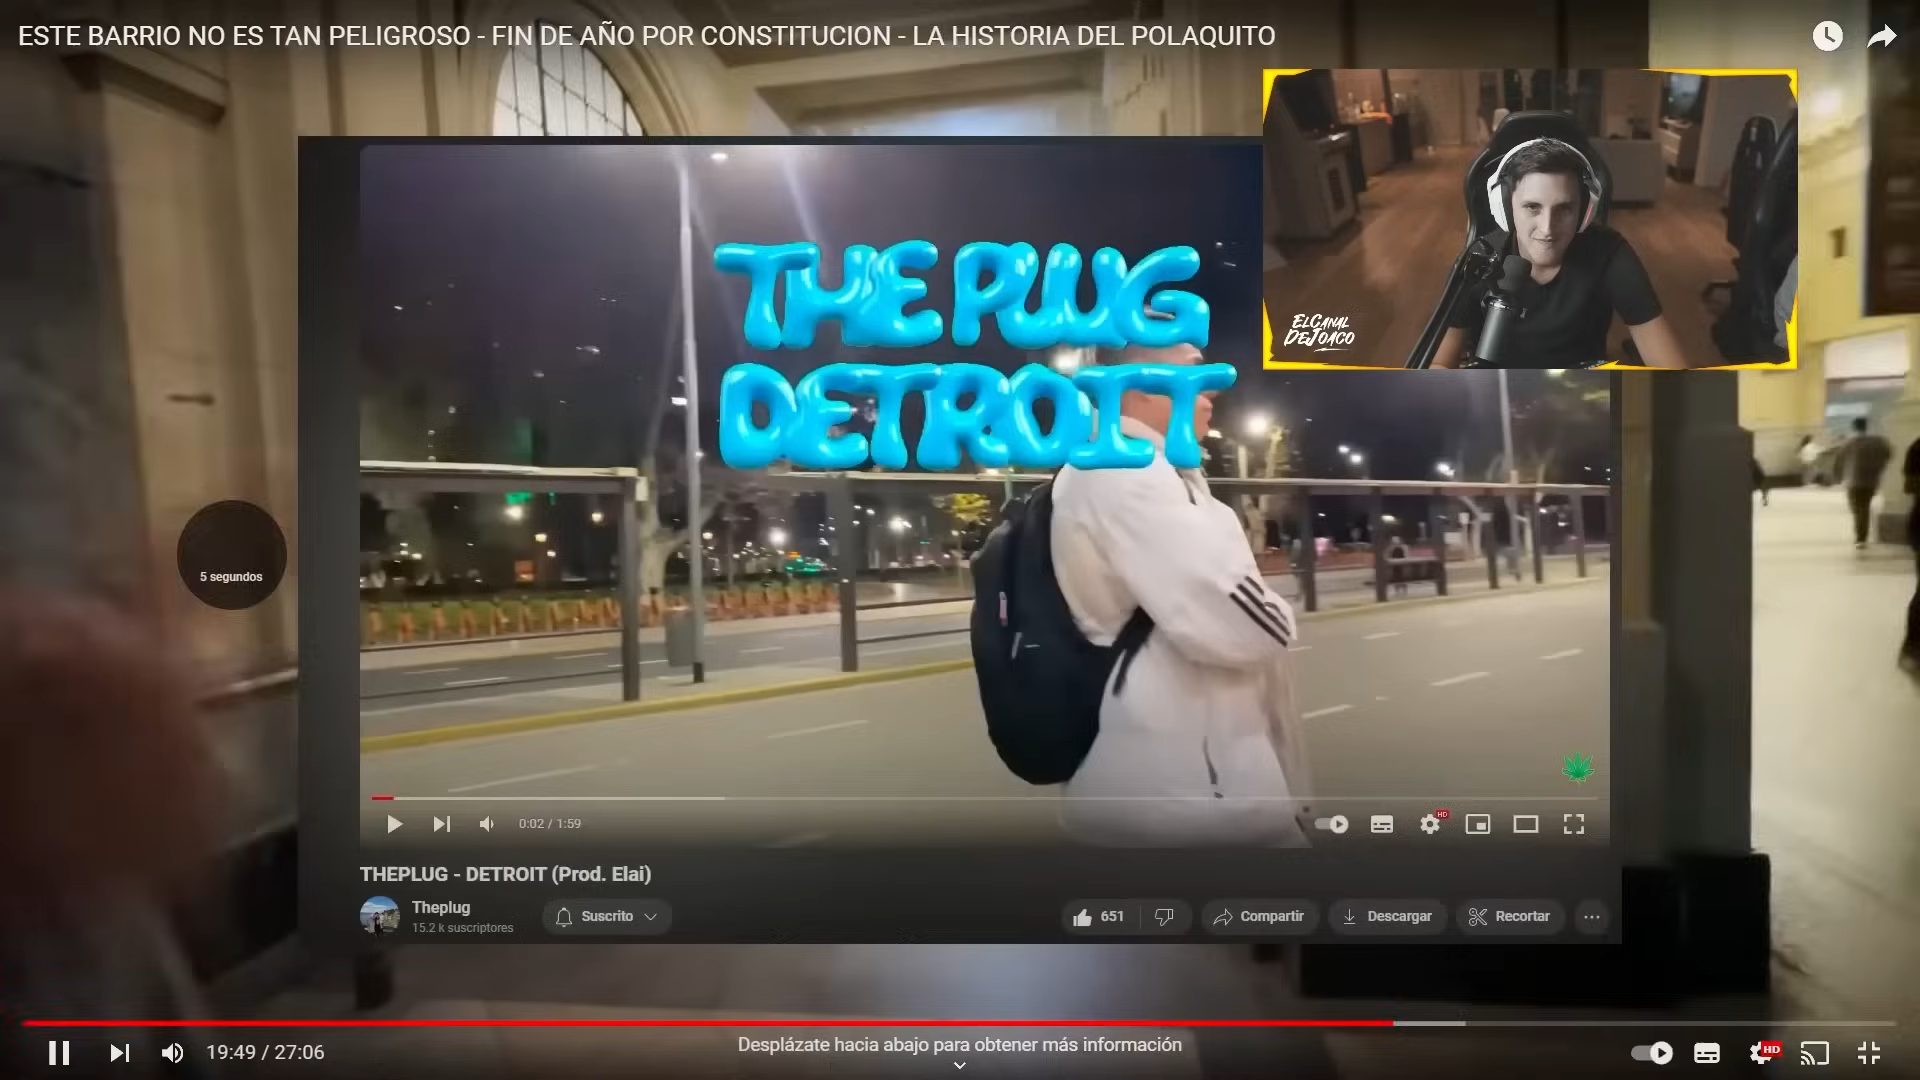 ESTE BARRIO NO ES TAN PELIGROSO - FIN DE AÑO POR CONSTITUCION - LA HISTORIA DEL POLAQUITO
THE PLUG
DETROIT
ELCANAL
DEJOACO
5 segundos
0:02 / 1:59
HD
THEPLUG - DETROIT (Prod. Elai)
Theplug
15.2 k suscriptores
Suscrito
651
Compartir
Descargar
Recortar
19:49 / 27:06
Desplázate hacia abajo para obtener más información
HD